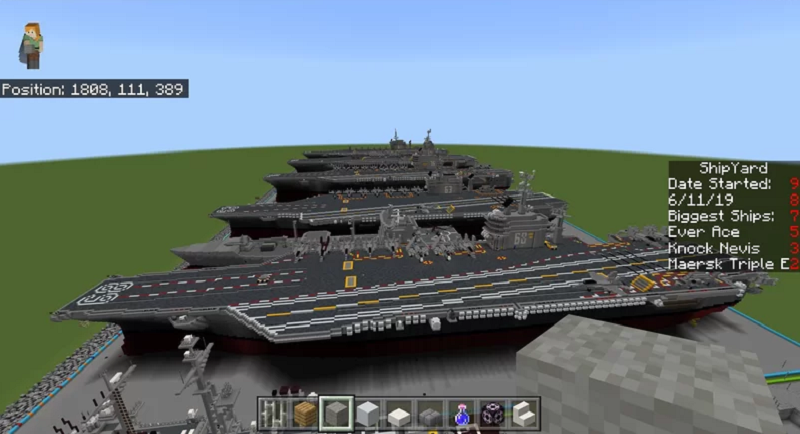 Position: 1808, 111, 389
ShipYard
Date Started: 9
6/11/19 8
Biggest Ships: 7
Ever Ace 5
Knock Nevis 3
Maersk Triple E 2